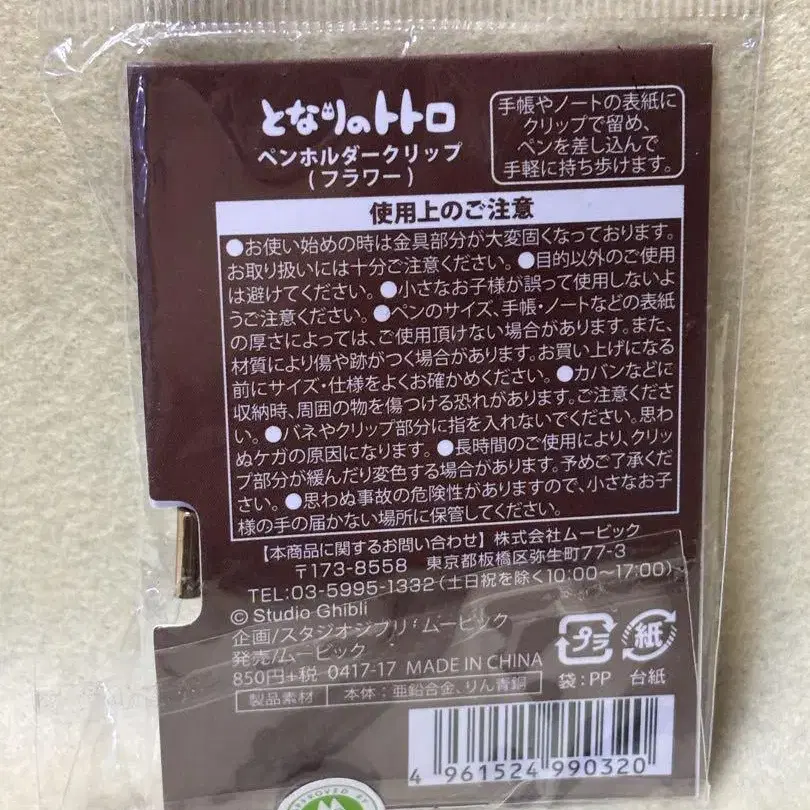 となりのトトロ
ペンホルダークリップ
(フラワー)
手帳やノートの表紙に
クリップで留め、
ペンを差し込んで
手軽に持ち歩けます。
使用上のご注意
●お使い始めの時は金具部分が大変固くなっております。
お取り扱いには十分ご注意ください。●目的以外のご使用
は避けてください。●小さなお子様が誤って使用しないよ
うご注意ください。●ペンのサイズ、手帳・ノートなどの表紙
の厚さによっては、ご使用頂けない場合があります。また、
材質により傷や跡がつく場合があります。お買い上げになる
前にサイズ・仕様をよくお確かめください。●カバンなどに
収納時、周囲の物を傷つける恐れがあります。ご注意くださ
い。●バネやクリップ部分に指を入れないでください。思わ
ぬケガの原因になります。●長時間のご使用により、クリッ
プ部分が緩んだり変色する場合があります。予めご了承くだ
さい。●思わぬ事故の危険性がありますので、小さなお子
様の手の届かない場所に保管してください。
【本商品に関するお問い合わせ】株式会社ムービック
〒173-8558 東京都板橋区弥生町77-3
TEL:03-5995-1332(土日祝を除く10:00~17:00)
© Studio Ghibli
企画/スタジオジブリ・ムービック
発売/ムービック
850円+税 0417-17 MADE IN CHINA
製品素材 本体:亜鉛合金、りん青銅
プラ 紙
袋:PP 台紙
4 961524 990320
APPROVED BY